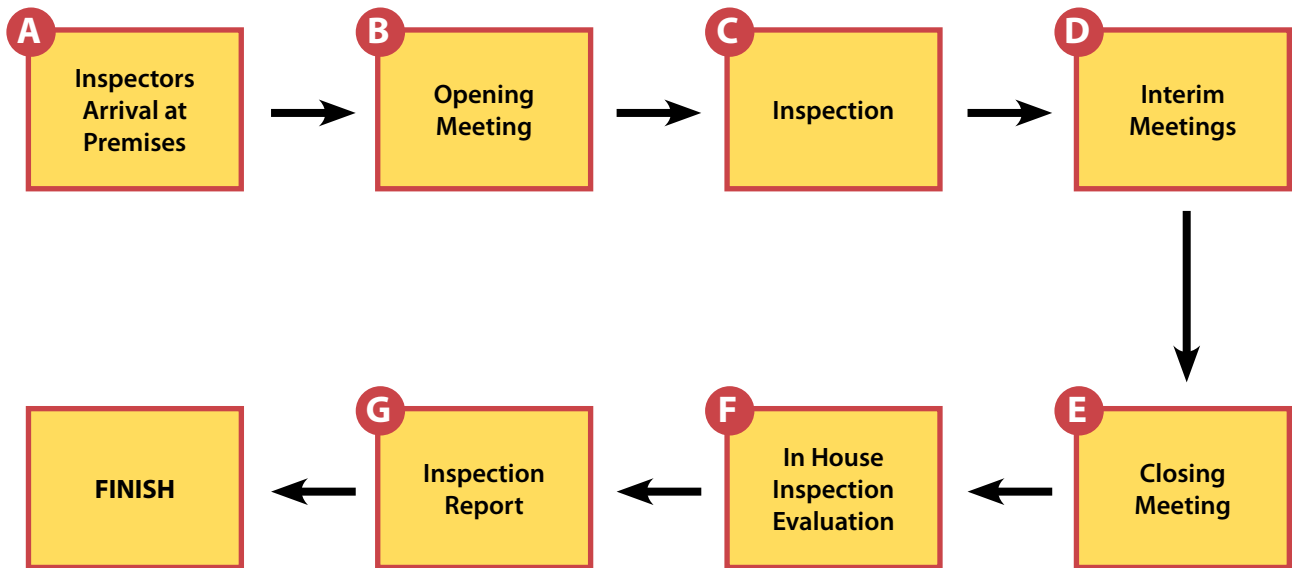 A
Inspectors
Arrival at
Premises
B
Opening
Meeting
C
Inspection
D
Interim
Meetings
E
Closing
Meeting
F
In House
Inspection
Evaluation
G
Inspection
Report
FINISH